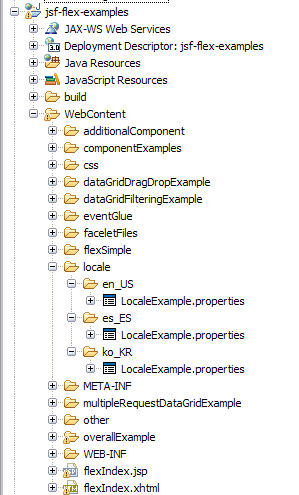 jsf-flex-examples
JAX-WS Web Services
Deployment Descriptor: jsf-flex-examples
Java Resources
JavaScript Resources
build
WebContent
additionalComponent
componentExamples
css
dataGridDragDropExample
dataGridFilteringExample
eventGlue
faceletFiles
flexSimple
locale
en_US
LocaleExample.properties
es_ES
LocaleExample.properties
ko_KR
LocaleExample.properties
META-INF
multipleRequestDataGridExample
other
overallExample
WEB-INF
flexIndex.jsp
flexIndex.xhtml